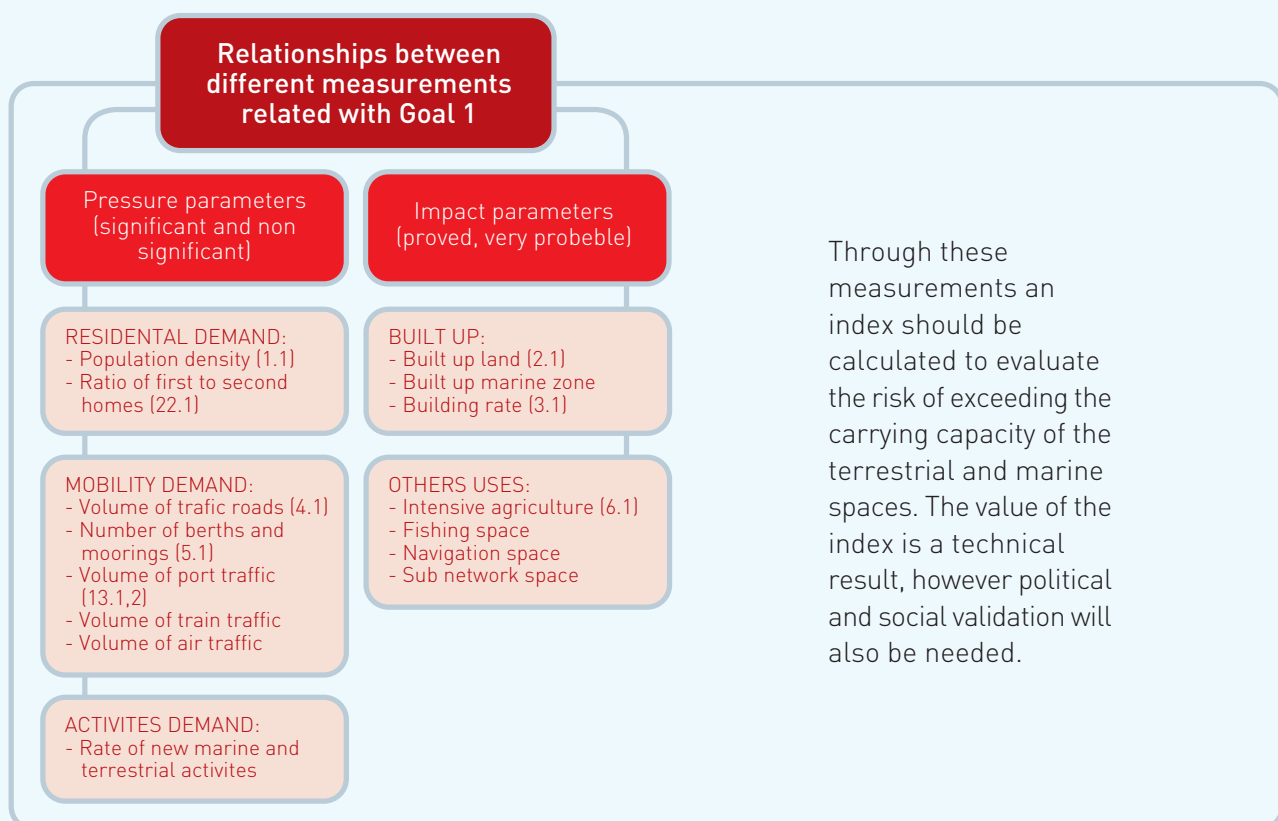 Relationships between
different measurements
related with Goal 1
Pressure parameters
(significant and non
significant)
RESIDENTAL DEMAND:
- Population density (1.1)
- Ratio of first to second
homes (22.1)
MOBILITY DEMAND:
- Volume of trafic roads (4.1)
- Number of berths and
moorings (5.1)
- Volume of port traffic
(13.1,2)
- Volume of train traffic
- Volume of air traffic
ACTIVITES DEMAND:
- Rate of new marine and
terrestrial activites
Impact parameters
(proved, very probeble)
BUILT UP:
- Built up land (2.1)
- Built up marine zone
- Building rate (3.1)
OTHERS USES:
- Intensive agriculture (6.1)
- Fishing space
- Navigation space
- Sub network space
Through these
measurements an
index should be
calculated to evaluate
the risk of exceeding the
carrying capacity of the
terrestrial and marine
spaces. The value of the
index is a technical
result, however political
and social validation will
also be needed.